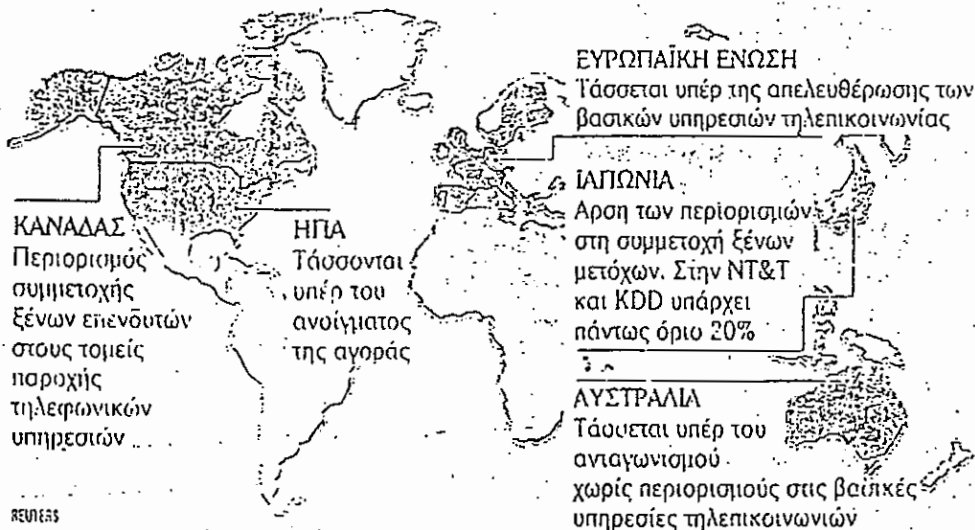 ΕΥΡΩΠΑΪΚΗ ΕΝΩΣΗ
Τάσσεται υπέρ της απελευθέρωσης των
βασικών υπηρεσιών τηλεπικοινωνίας
ΙΑΠΩΝΙΑ
Αρση των περιορισμών
στη συμμετοχή ξένων
μετόχων. Στην NT&T
και KDD υπάρχει
πάντως όριο 20%
ΚΑΝΑΔΑΣ
Περιορισμός
συμμετοχής
ξένων επενδυτών
στους τομείς
παροχής
τηλεφωνικών
υπηρεσιών
ΗΠΑ
Τάσσονται
υπέρ του
ανοίγματος
της αγοράς
ΑΥΣΤΡΑΛΙΑ
Τάσσεται υπέρ του
ανταγωνισμού
χωρίς περιορισμούς στις βασικές
υπηρεσίες τηλεπικοινωνιών
REUTERS